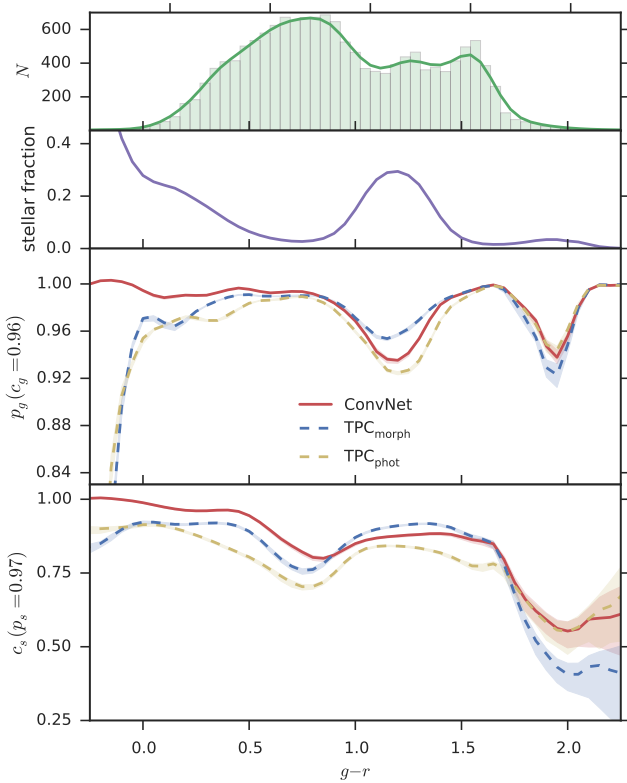 600
400
200
N
0.4
0.2
0.0
stellar fraction
1.00
0.96
0.92
0.88
0.84
p_g(c_g=0.96)
ConvNet
TPC_morph
TPC_phot
1.00
0.75
0.50
0.25
c_s(p_s=0.97)
0.0 0.5 1.0 1.5 2.0
g−r